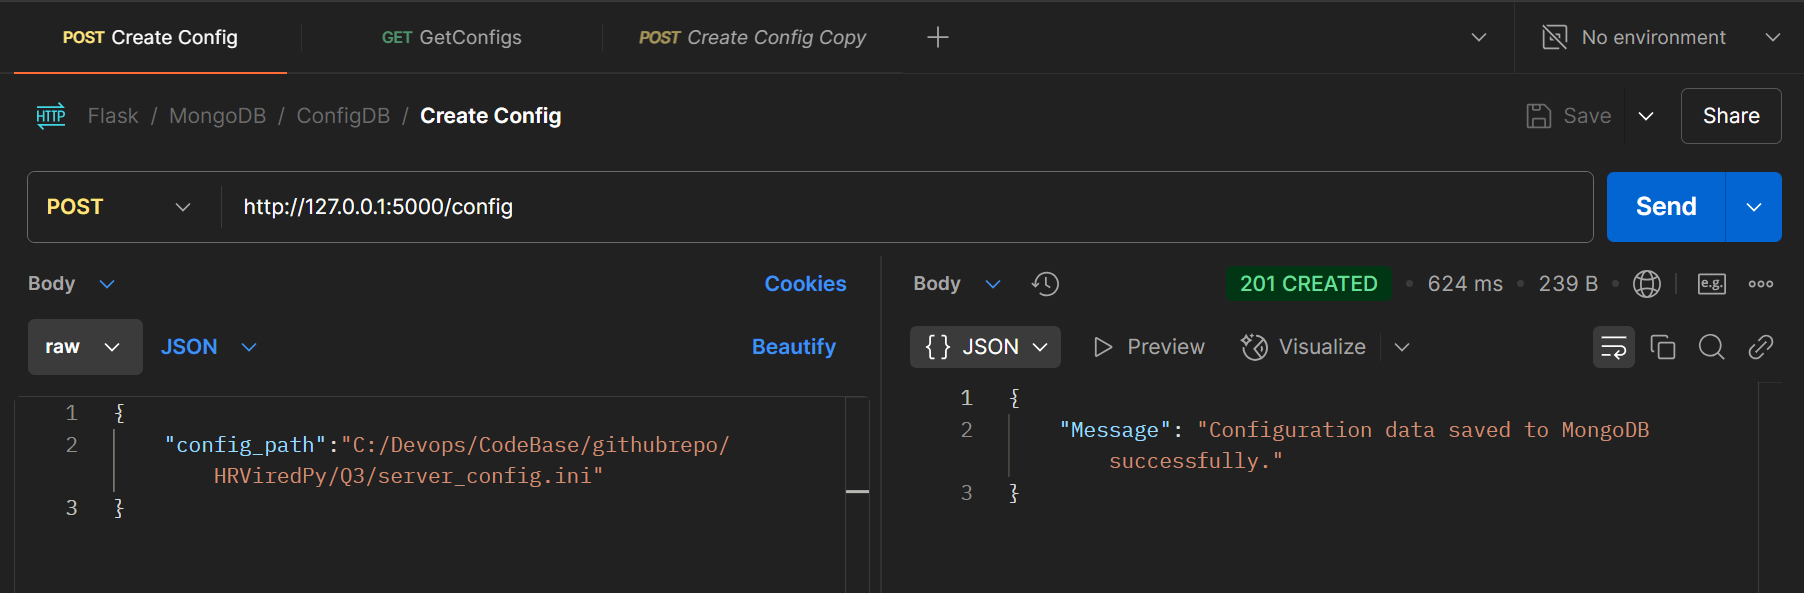 POST Create Config GET GetConfigs POST Create Config Copy No environment
HTTP Flask / MongoDB / ConfigDB / Create Config Save Share
POST http://127.0.0.1:5000/config Send
Body Cookies Body 201 CREATED • 624 ms • 239 B • e.g.
raw JSON Beautify {} JSON Preview Visualize
1 {
2 "config_path":"C:/Devops/CodeBase/githubrepo/
HRViredPy/Q3/server_config.ini"
3 }
1 {
2 "Message": "Configuration data saved to MongoDB
successfully."
3 }